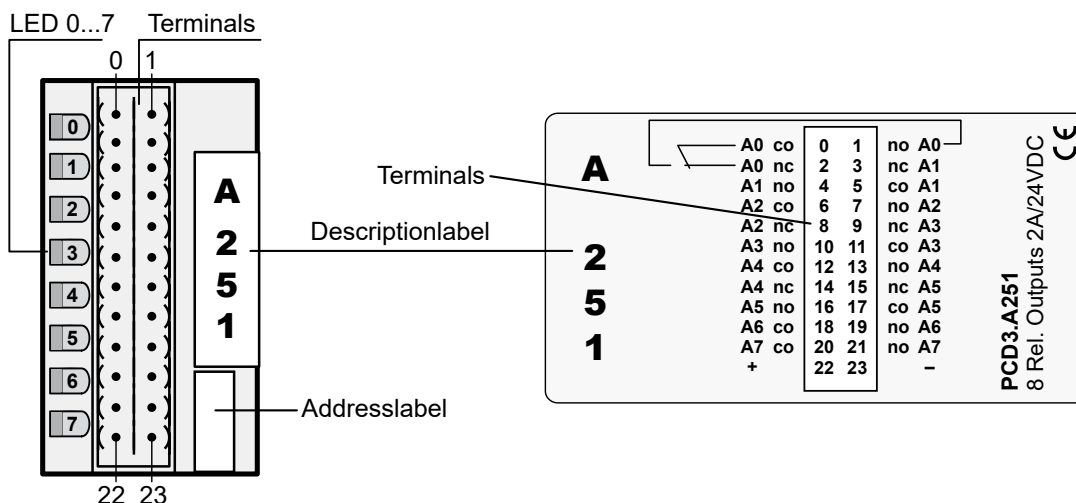 LED 0...7 Terminals
0 1
0
1
2
3
4
5
6
7
A
2
5
1
22 23
Terminals
Descriptionlabel
Addresslabel
A
2
5
1
A0 co 0 1 no A0
A0 nc 2 3 nc A1
A1 no 4 5 co A1
A2 co 6 7 no A2
A2 nc 8 9 nc A3
A3 no 10 11 co A3
A4 co 12 13 no A4
A4 nc 14 15 nc A5
A5 no 16 17 co A5
A6 co 18 19 no A6
A7 co 20 21 no A7
+ 22 23 –
PCD3.A251
8 Rel. Outputs 2A/24VDC
CE